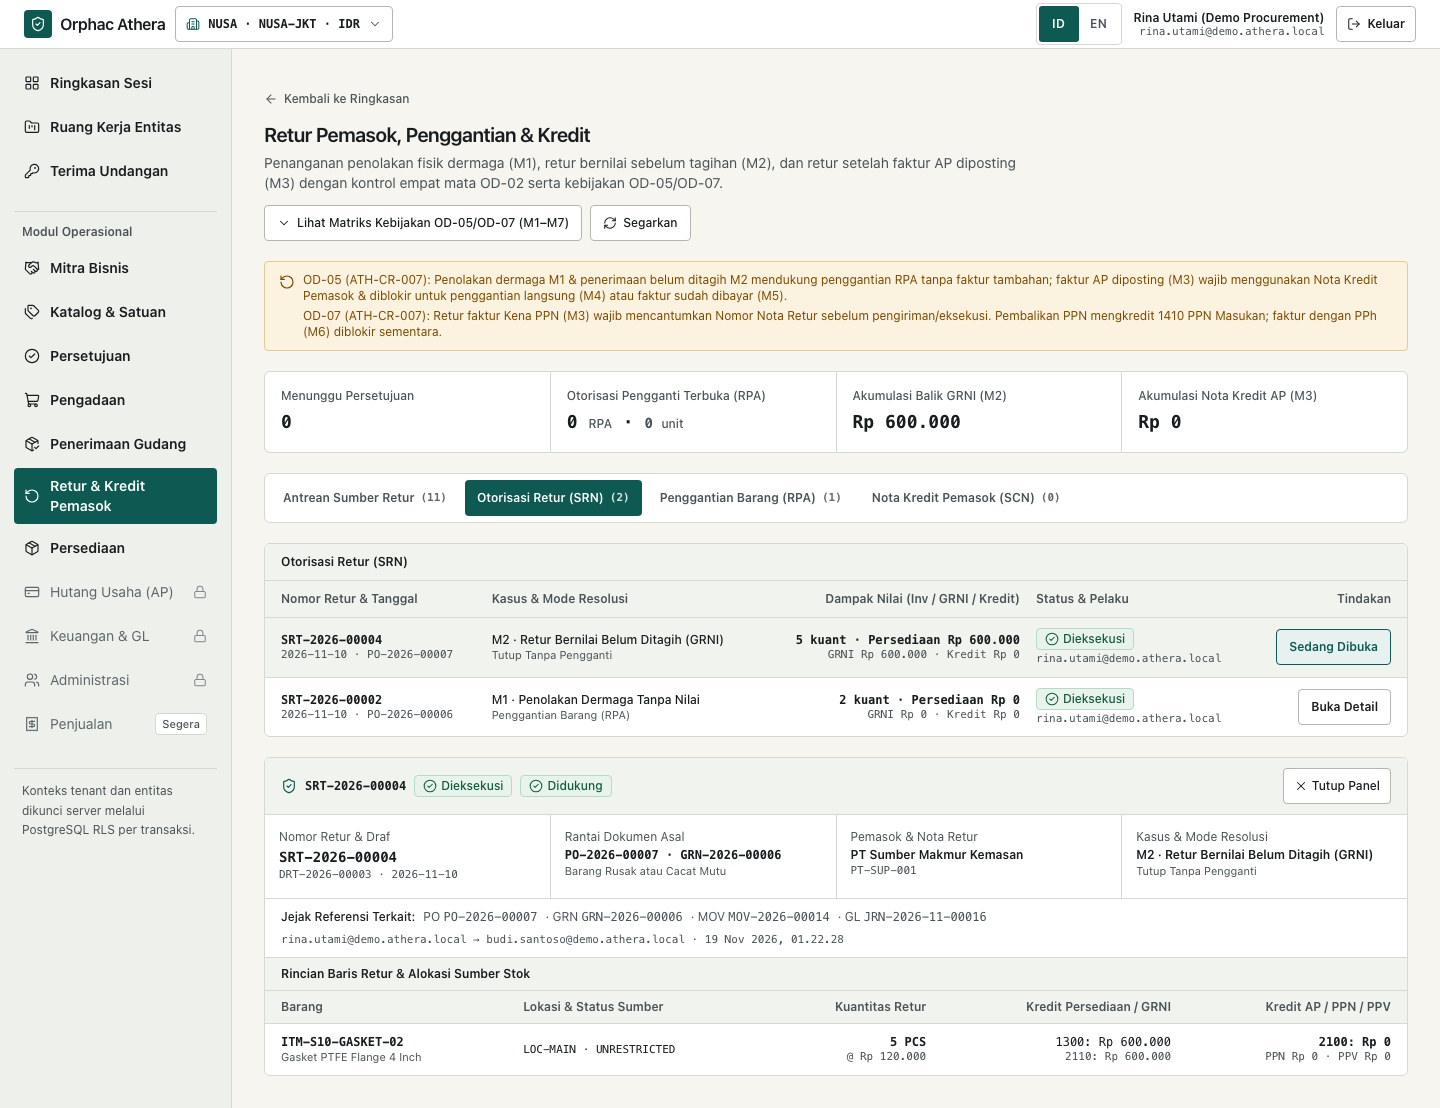 Orphac Athera
NUSA · NUSA-JKT · IDR
ID EN
Rina Utami (Demo Procurement)
rina.utami@demo.athera.local
Keluar
Ringkasan Sesi
Ruang Kerja Entitas
Terima Undangan
Modul Operasional
Mitra Bisnis
Katalog & Satuan
Persetujuan
Pengadaan
Penerimaan Gudang
Retur & Kredit
Pemasok
Persediaan
Hutang Usaha (AP)
Keuangan & GL
Administrasi
Penjualan Segera
Konteks tenant dan entitas
dikunci server melalui
PostgreSQL RLS per transaksi.
Kembali ke Ringkasan
Retur Pemasok, Penggantian & Kredit
Penanganan penolakan fisik dermaga (M1), retur bernilai sebelum tagihan (M2), dan retur setelah faktur AP diposting
(M3) dengan kontrol empat mata OD-02 serta kebijakan OD-05/OD-07.
Lihat Matriks Kebijakan OD-05/OD-07 (M1–M7) Segarkan
OD-05 (ATH-CR-007): Penolakan dermaga M1 & penerimaan belum ditagih M2 mendukung penggantian RPA tanpa faktur tambahan; faktur AP diposting (M3) wajib menggunakan Nota Kredit
Pemasok & diblokir untuk penggantian langsung (M4) atau faktur sudah dibayar (M5).
OD-07 (ATH-CR-007): Retur faktur Kena PPN (M3) wajib mencantumkan Nomor Nota Retur sebelum pengiriman/eksekusi. Pembalikan PPN mengkredit 1410 PPN Masukan; faktur dengan PPh
(M6) diblokir sementara.
Menunggu Persetujuan
0
Otorisasi Pengganti Terbuka (RPA)
0 RPA · 0 unit
Akumulasi Balik GRNI (M2)
Rp 600.000
Akumulasi Nota Kredit AP (M3)
Rp 0
Antrean Sumber Retur (11) Otorisasi Retur (SRN) (2) Penggantian Barang (RPA) (1) Nota Kredit Pemasok (SCN) (0)
Otorisasi Retur (SRN)
Nomor Retur & Tanggal Kasus & Mode Resolusi Dampak Nilai (Inv / GRNI / Kredit) Status & Pelaku Tindakan
SRT-2026-00004 M2 · Retur Bernilai Belum Ditagih (GRNI) 5 kuant · Persediaan Rp 600.000 Dieksekusi Sedang Dibuka
2026-11-10 · PO-2026-00007 Tutup Tanpa Pengganti GRNI Rp 600.000 · Kredit Rp 0 rina.utami@demo.athera.local
SRT-2026-00002 M1 · Penolakan Dermaga Tanpa Nilai 2 kuant · Persediaan Rp 0 Dieksekusi Buka Detail
2026-11-10 · PO-2026-00006 Penggantian Barang (RPA) GRNI Rp 0 · Kredit Rp 0 rina.utami@demo.athera.local
SRT-2026-00004 Dieksekusi Didukung Tutup Panel
Nomor Retur & Draf
SRT-2026-00004
DRT-2026-00003 · 2026-11-10
Rantai Dokumen Asal
PO-2026-00007 · GRN-2026-00006
Barang Rusak atau Cacat Mutu
Pemasok & Nota Retur
PT Sumber Makmur Kemasan
PT-SUP-001
Kasus & Mode Resolusi
M2 · Retur Bernilai Belum Ditagih (GRNI)
Tutup Tanpa Pengganti
Jejak Referensi Terkait: PO PO-2026-00007 · GRN GRN-2026-00006 · MOV MOV-2026-00014 · GL JRN-2026-11-00016
rina.utami@demo.athera.local → budi.santoso@demo.athera.local · 19 Nov 2026, 01.22.28
Rincian Baris Retur & Alokasi Sumber Stok
Barang Lokasi & Status Sumber Kuantitas Retur Kredit Persediaan / GRNI Kredit AP / PPN / PPV
ITM-S10-GASKET-02 LOC-MAIN · UNRESTRICTED 5 PCS 1300: Rp 600.000 2100: Rp 0
Gasket PTFE Flange 4 Inch @ Rp 120.000 2110: Rp 600.000 PPN Rp 0 · PPV Rp 0